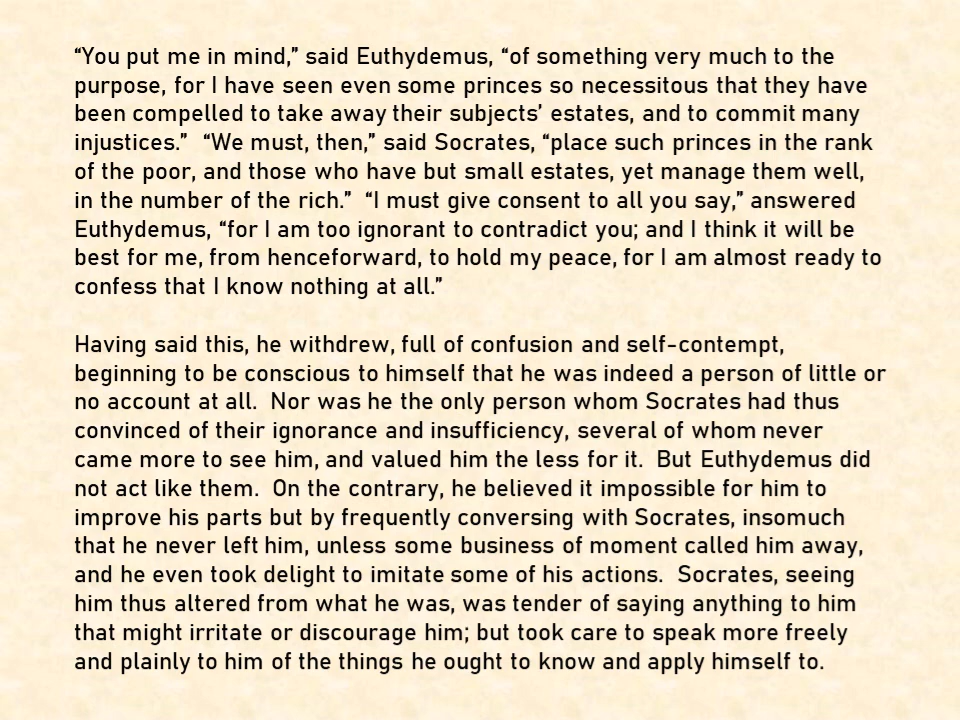 “You put me in mind,” said Euthydemus, “of something very much to the
purpose, for I have seen even some princes so necessitous that they have
been compelled to take away their subjects’ estates, and to commit many
injustices.”  “We must, then,” said Socrates, “place such princes in the rank
of the poor, and those who have but small estates, yet manage them well,
in the number of the rich.”  “I must give consent to all you say,” answered
Euthydemus, “for I am too ignorant to contradict you; and I think it will be
best for me, from henceforward, to hold my peace, for I am almost ready to
confess that I know nothing at all.”

Having said this, he withdrew, full of confusion and self-contempt,
beginning to be conscious to himself that he was indeed a person of little or
no account at all.  Nor was he the only person whom Socrates had thus
convinced of their ignorance and insufficiency, several of whom never
came more to see him, and valued him the less for it.  But Euthydemus did
not act like them.  On the contrary, he believed it impossible for him to
improve his parts but by frequently conversing with Socrates, insomuch
that he never left him, unless some business of moment called him away,
and he even took delight to imitate some of his actions.  Socrates, seeing
him thus altered from what he was, was tender of saying anything to him
that might irritate or discourage him; but took care to speak more freely
and plainly to him of the things he ought to know and apply himself to.